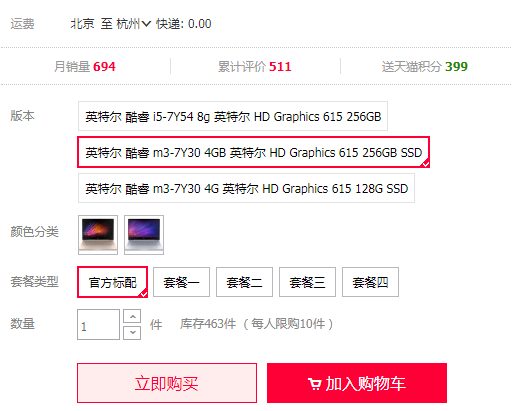 运费 北京 至 杭州 快递: 0.00
月销量 694 累计评价 511 送天猫积分 399
版本 英特尔 酷睿 i5-7Y54 8g 英特尔 HD Graphics 615 256GB
英特尔 酷睿 m3-7Y30 4GB 英特尔 HD Graphics 615 256GB SSD
英特尔 酷睿 m3-7Y30 4G 英特尔 HD Graphics 615 128G SSD
颜色分类
套餐类型 官方标配 套餐一 套餐二 套餐三 套餐四
数量 1 件 库存463件 ( 每人限购10件 )
立即购买 加入购物车